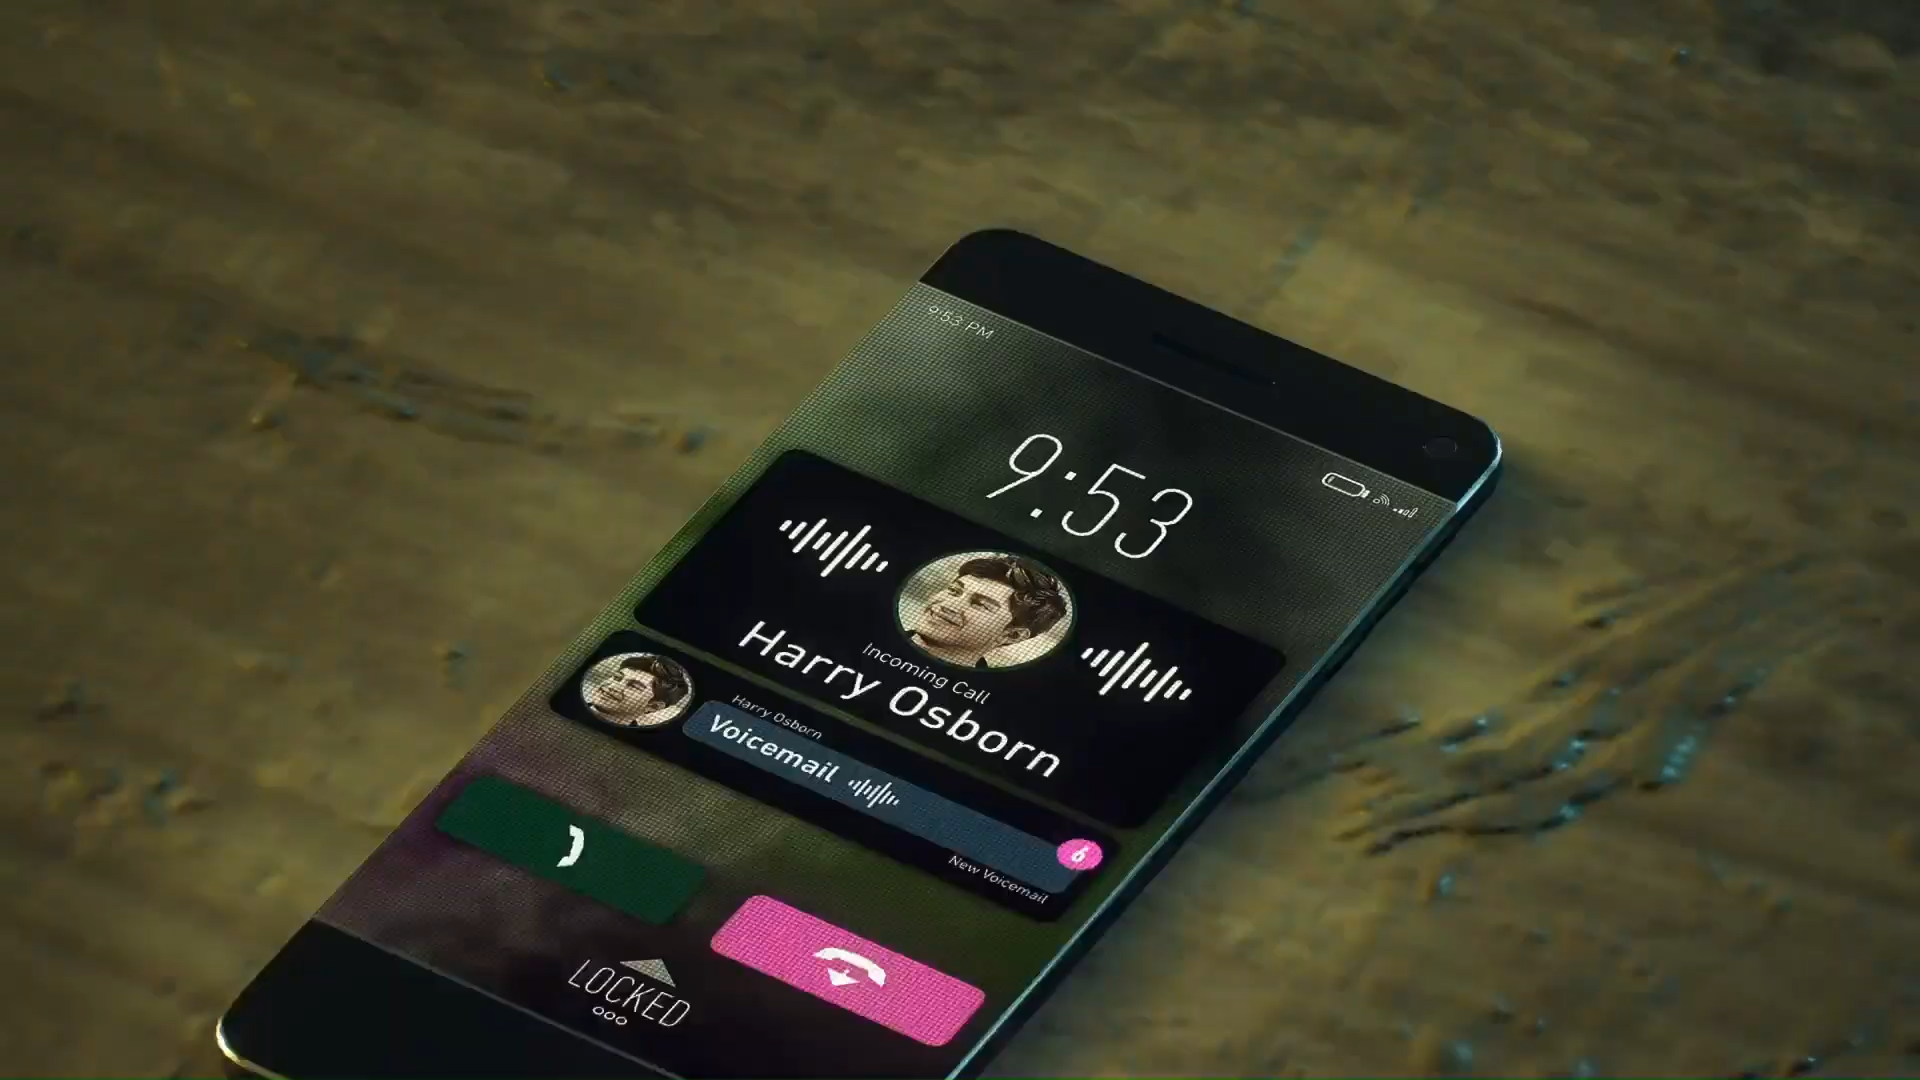 9:53 PM
9:53
Incoming Call
Harry Osborn
Harry Osborn
Voicemail
6
New Voicemail
LOCKED